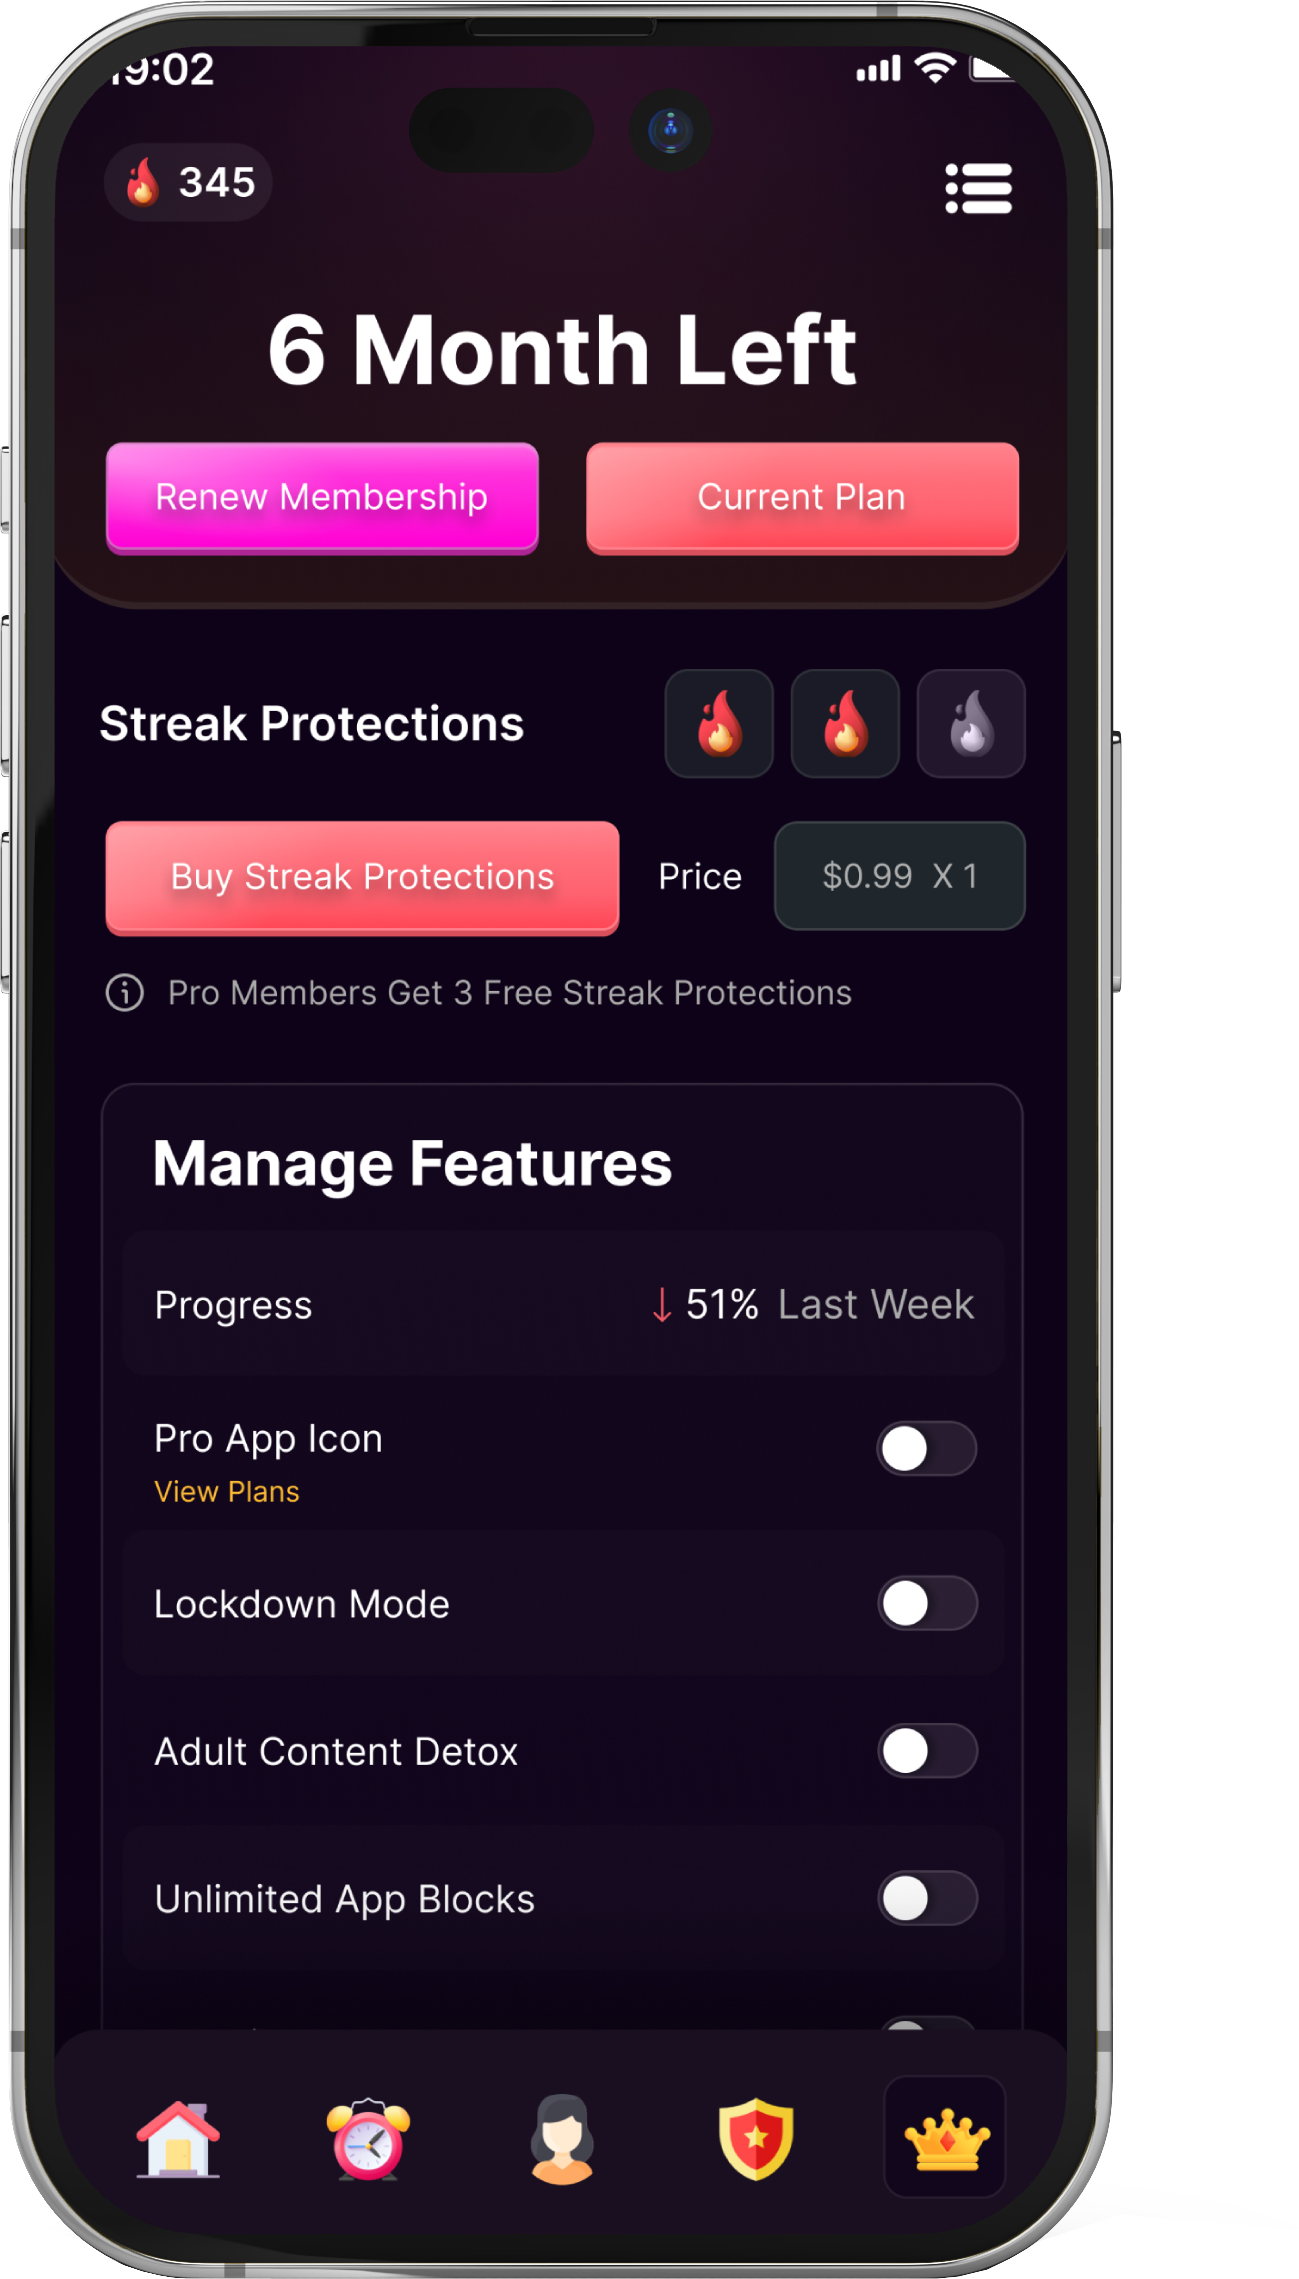 19:02
345
6 Month Left
Renew Membership
Current Plan
Streak Protections
Buy Streak Protections
Price
$0.99 X 1
Pro Members Get 3 Free Streak Protections
Manage Features
Progress
↓ 51% Last Week
Pro App Icon
View Plans
Lockdown Mode
Adult Content Detox
Unlimited App Blocks